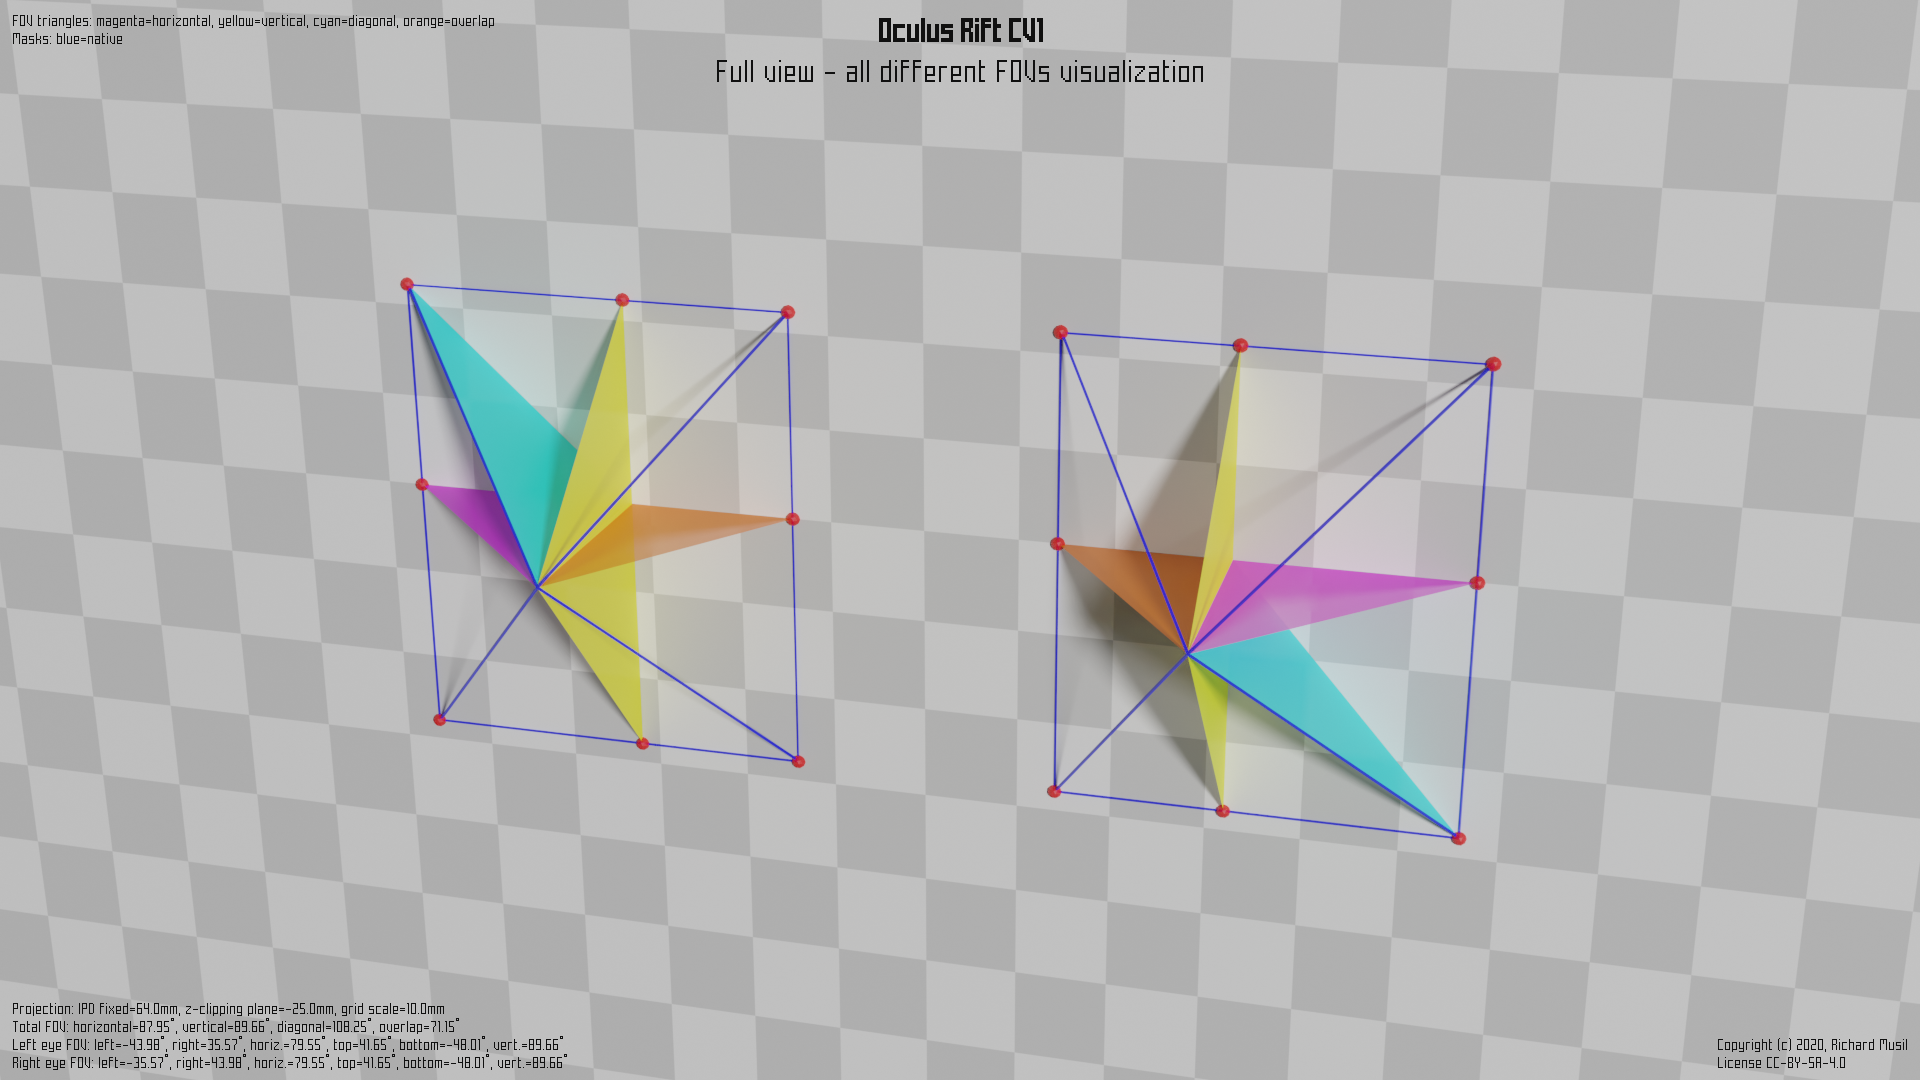 FOV triangles: magenta=horizontal, yellow=vertical, cyan=diagonal, orange=overlap
Masks: blue=native
Oculus Rift CV1
Full view - all different FOVs visualization
Projection: IPD fixed=64.0mm, z-clipping plane=-25.0mm, grid scale=10.0mm
Total FOV: horizontal=87.95°, vertical=89.66°, diagonal=108.25°, overlap=71.15°
Left eye FOV: left=-43.98°, right=35.57°, horiz.=79.55°, top=41.65°, bottom=-48.01°, vert.=89.66°
Right eye FOV: left=-35.57°, right=43.98°, horiz.=79.55°, top=41.65°, bottom=-48.01°, vert.=89.66°
Copyright (c) 2020, Richard Musil
License CC-BY-SA-4.0